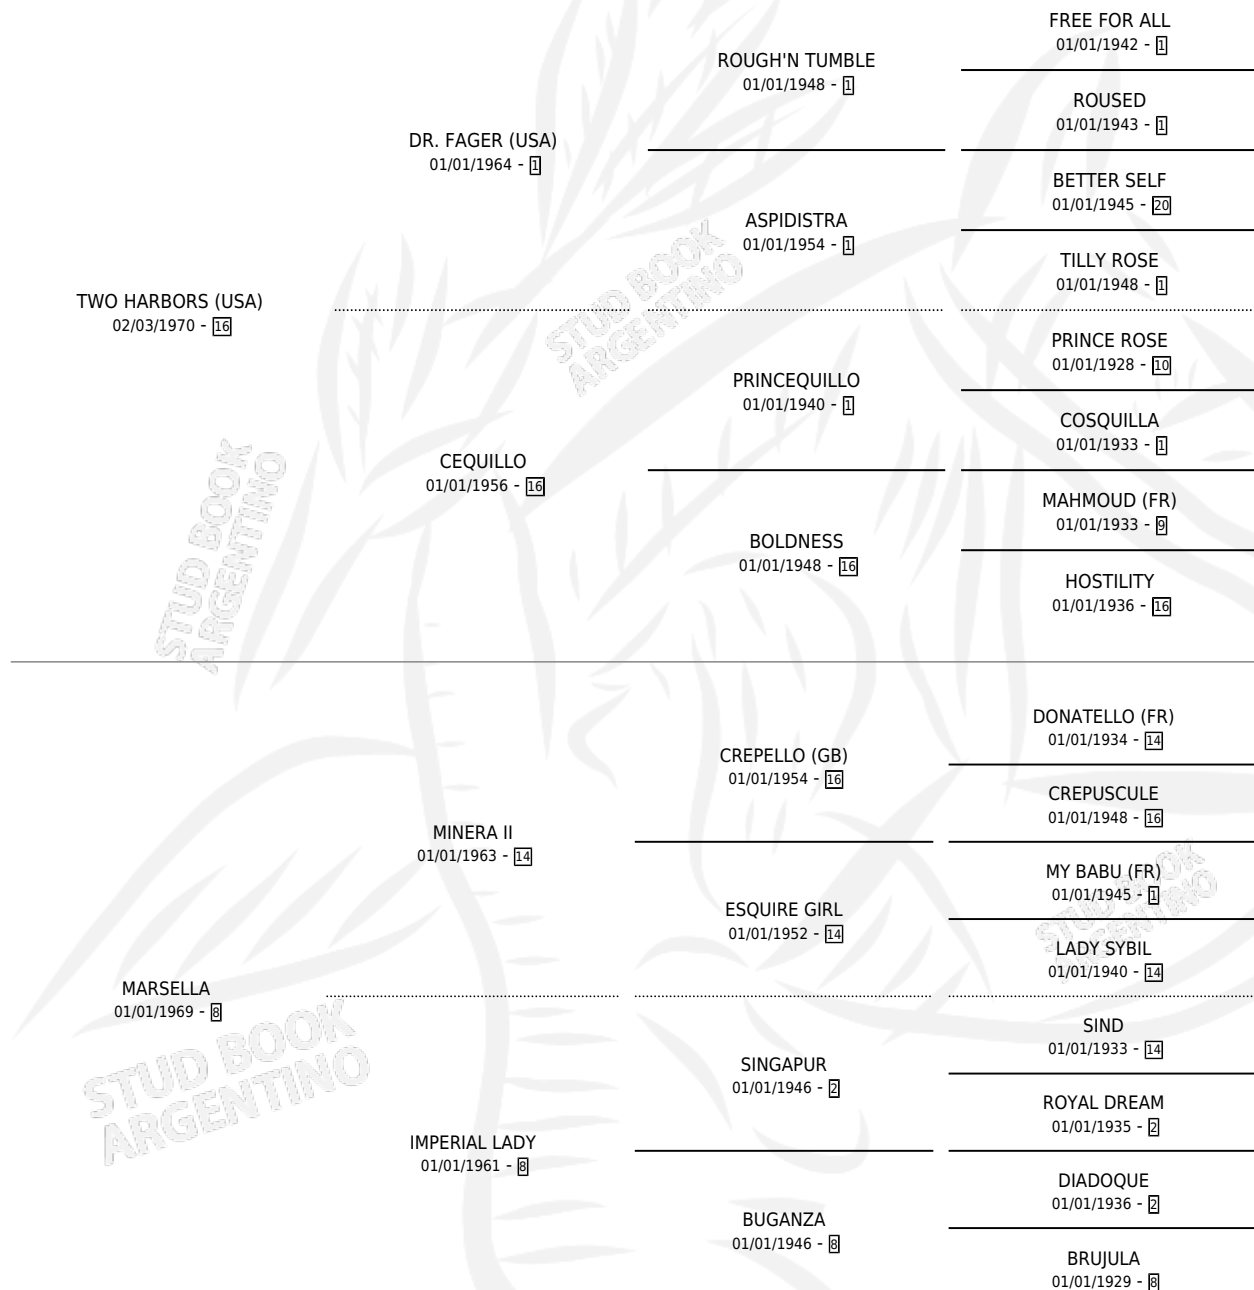 FREE FOR ALL
01/01/1942 - 1
ROUGH'N TUMBLE
01/01/1948 - 1
ROUSED
01/01/1943 - 1
DR. FAGER (USA)
01/01/1964 - 1
BETTER SELF
01/01/1945 - 20
ASPIDISTRA
01/01/1954 - 1
TILLY ROSE
01/01/1948 - 1
TWO HARBORS (USA)
02/03/1970 - 16
PRINCE ROSE
01/01/1928 - 10
PRINCEQUILLO
01/01/1940 - 1
COSQUILLA
01/01/1933 - 1
CEQUILLO
01/01/1956 - 16
MAHMOUD (FR)
01/01/1933 - 9
BOLDNESS
01/01/1948 - 16
HOSTILITY
01/01/1936 - 16
DONATELLO (FR)
01/01/1934 - 14
CREPELLO (GB)
01/01/1954 - 16
CREPUSCULE
01/01/1948 - 16
MINERA II
01/01/1963 - 14
MY BABU (FR)
01/01/1945 - 1
ESQUIRE GIRL
01/01/1952 - 14
LADY SYBIL
01/01/1940 - 14
MARSELLA
01/01/1969 - 8
SIND
01/01/1933 - 14
SINGAPUR
01/01/1946 - 2
ROYAL DREAM
01/01/1935 - 2
IMPERIAL LADY
01/01/1961 - 8
DIADOQUE
01/01/1936 - 2
BUGANZA
01/01/1946 - 8
BRUJULA
01/01/1929 - 8
STUD BOOK
ARGENTINO
STUD BOOK
ARGENTINO
STUD BOOK
ARGENTINO
STUD BOOK
ARGENTINO